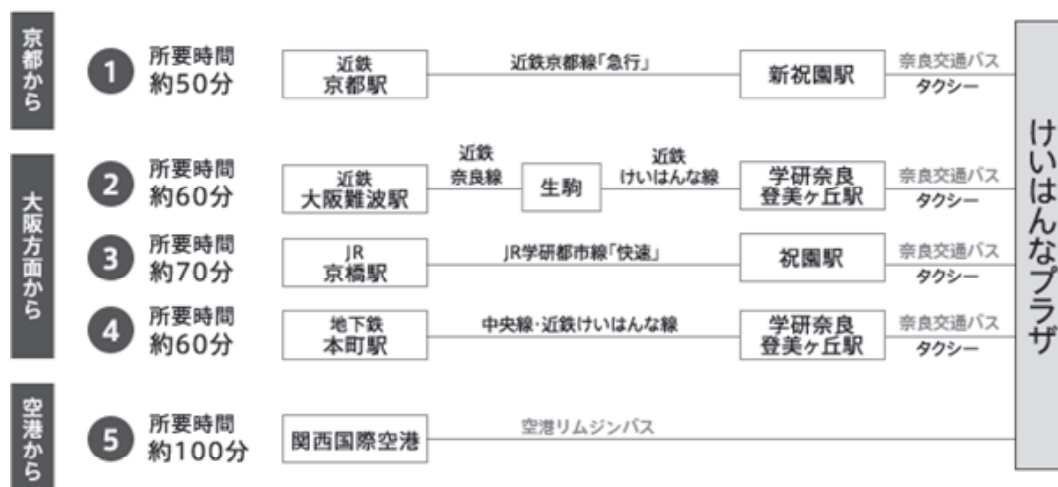 京都から
1
所要時間
約50分
近鉄
京都駅
近鉄京都線「急行」
新祝園駅
奈良交通バス
タクシー
大阪方面から
2
所要時間
約60分
近鉄
大阪難波駅
近鉄
奈良線
生駒
近鉄
けいはんな線
学研奈良
登美ヶ丘駅
奈良交通バス
タクシー
3
所要時間
約70分
JR
京橋駅
JR学研都市線「快速」
祝園駅
奈良交通バス
タクシー
4
所要時間
約60分
地下鉄
本町駅
中央線・近鉄けいはんな線
学研奈良
登美ヶ丘駅
奈良交通バス
タクシー
空港から
5
所要時間
約100分
関西国際空港
空港リムジンバス
けいはんなプラザ